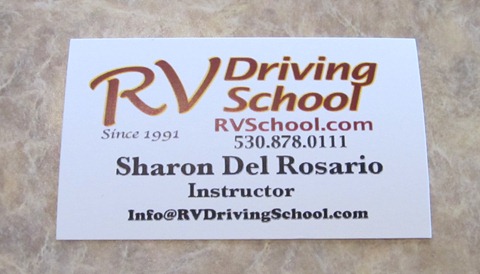 RV Driving School
Since 1991
RVSchool.com
530.878.0111
Sharon Del Rosario
Instructor
Info@RVDrivingSchool.com